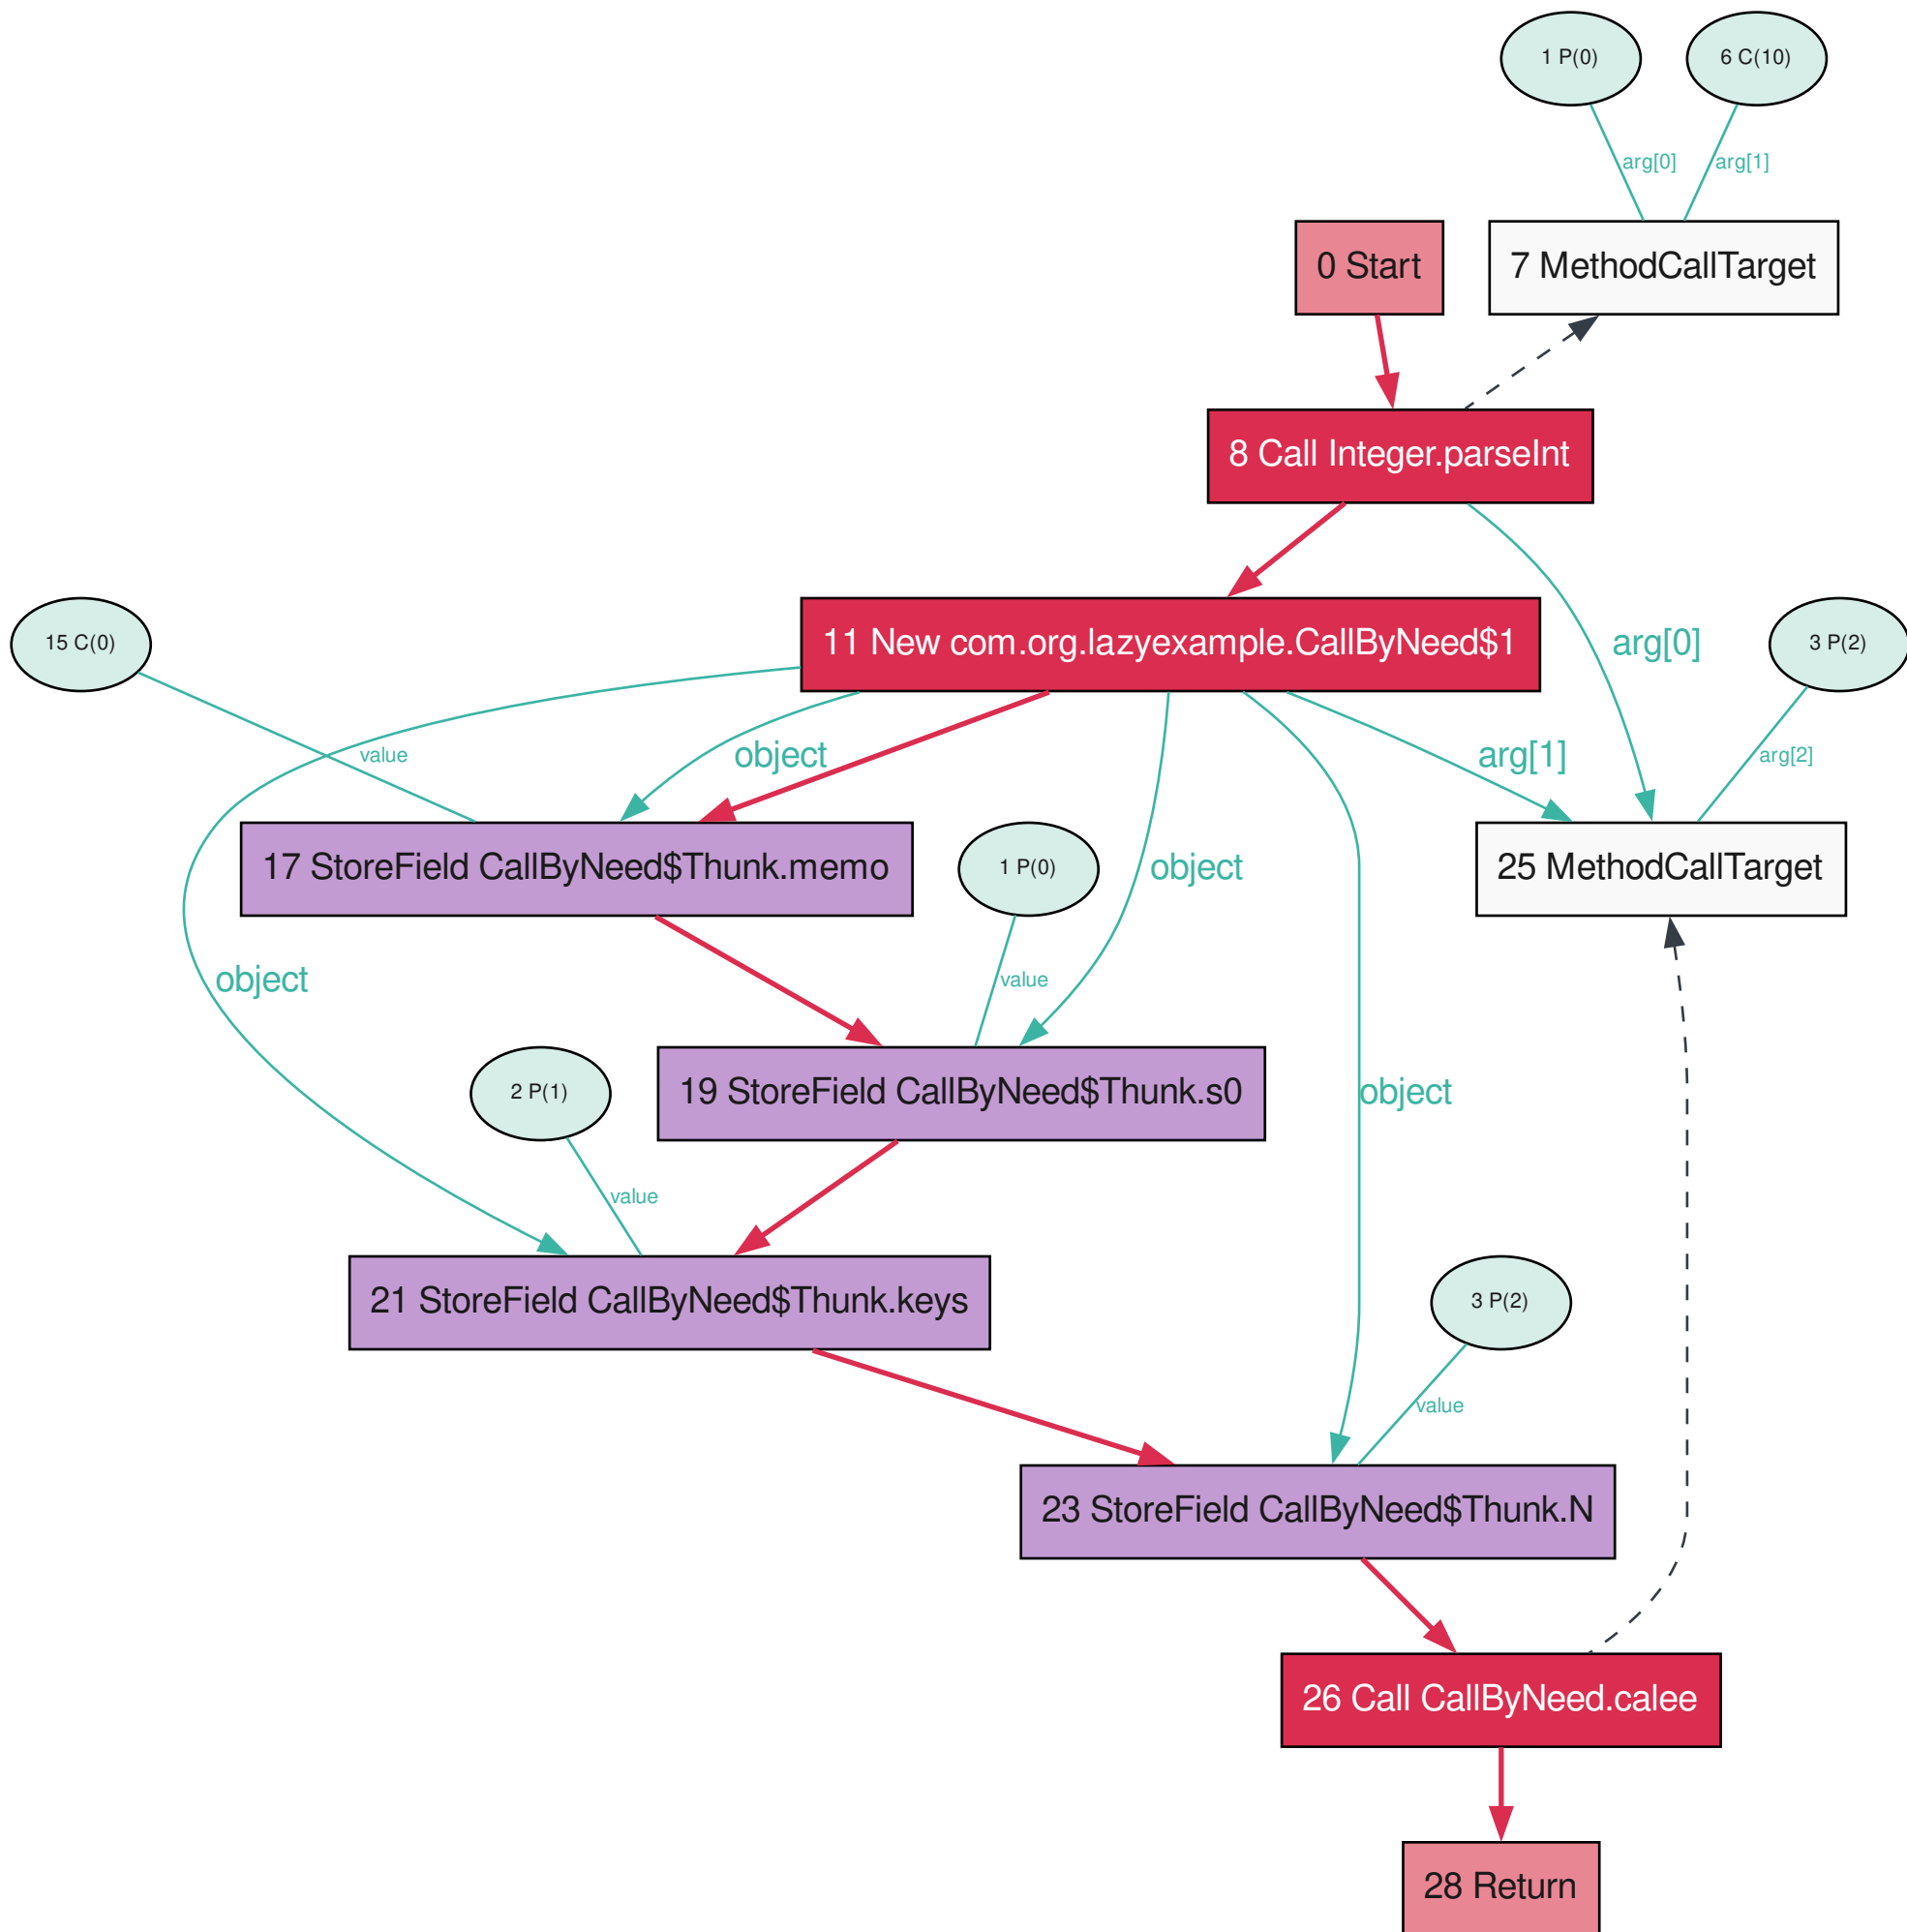 1 P(0)
6 C(10)
arg[0]
arg[1]
0 Start
7 MethodCallTarget
8 Call Integer.parseInt
15 C(0)
11 New com.org.lazyexample.CallByNeed$1
arg[0]
3 P(2)
value
object
arg[1]
arg[2]
17 StoreField CallByNeed$Thunk.memo
1 P(0)
object
25 MethodCallTarget
object
value
2 P(1)
19 StoreField CallByNeed$Thunk.s0
object
value
21 StoreField CallByNeed$Thunk.keys
3 P(2)
value
23 StoreField CallByNeed$Thunk.N
26 Call CallByNeed.calee
28 Return